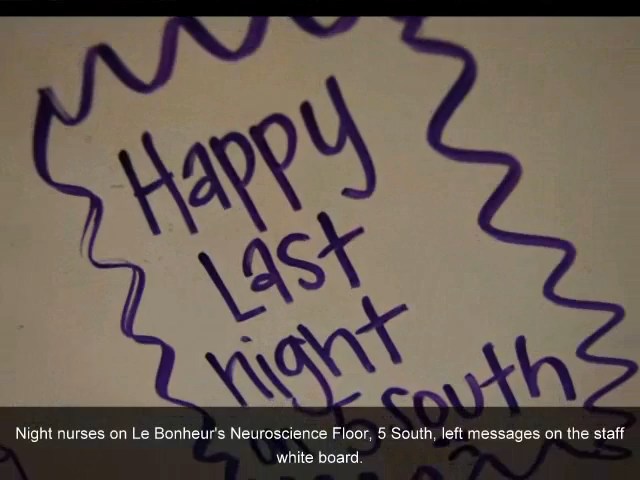 Happy
Last
night
5 south
Night nurses on Le Bonheur's Neuroscience Floor, 5 South, left messages on the staff
white board.